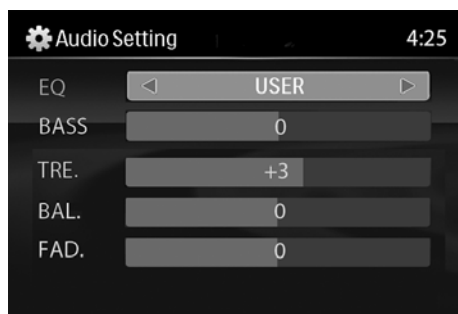 Audio Setting 4:25
EQ USER
BASS 0
TRE. +3
BAL. 0
FAD. 0